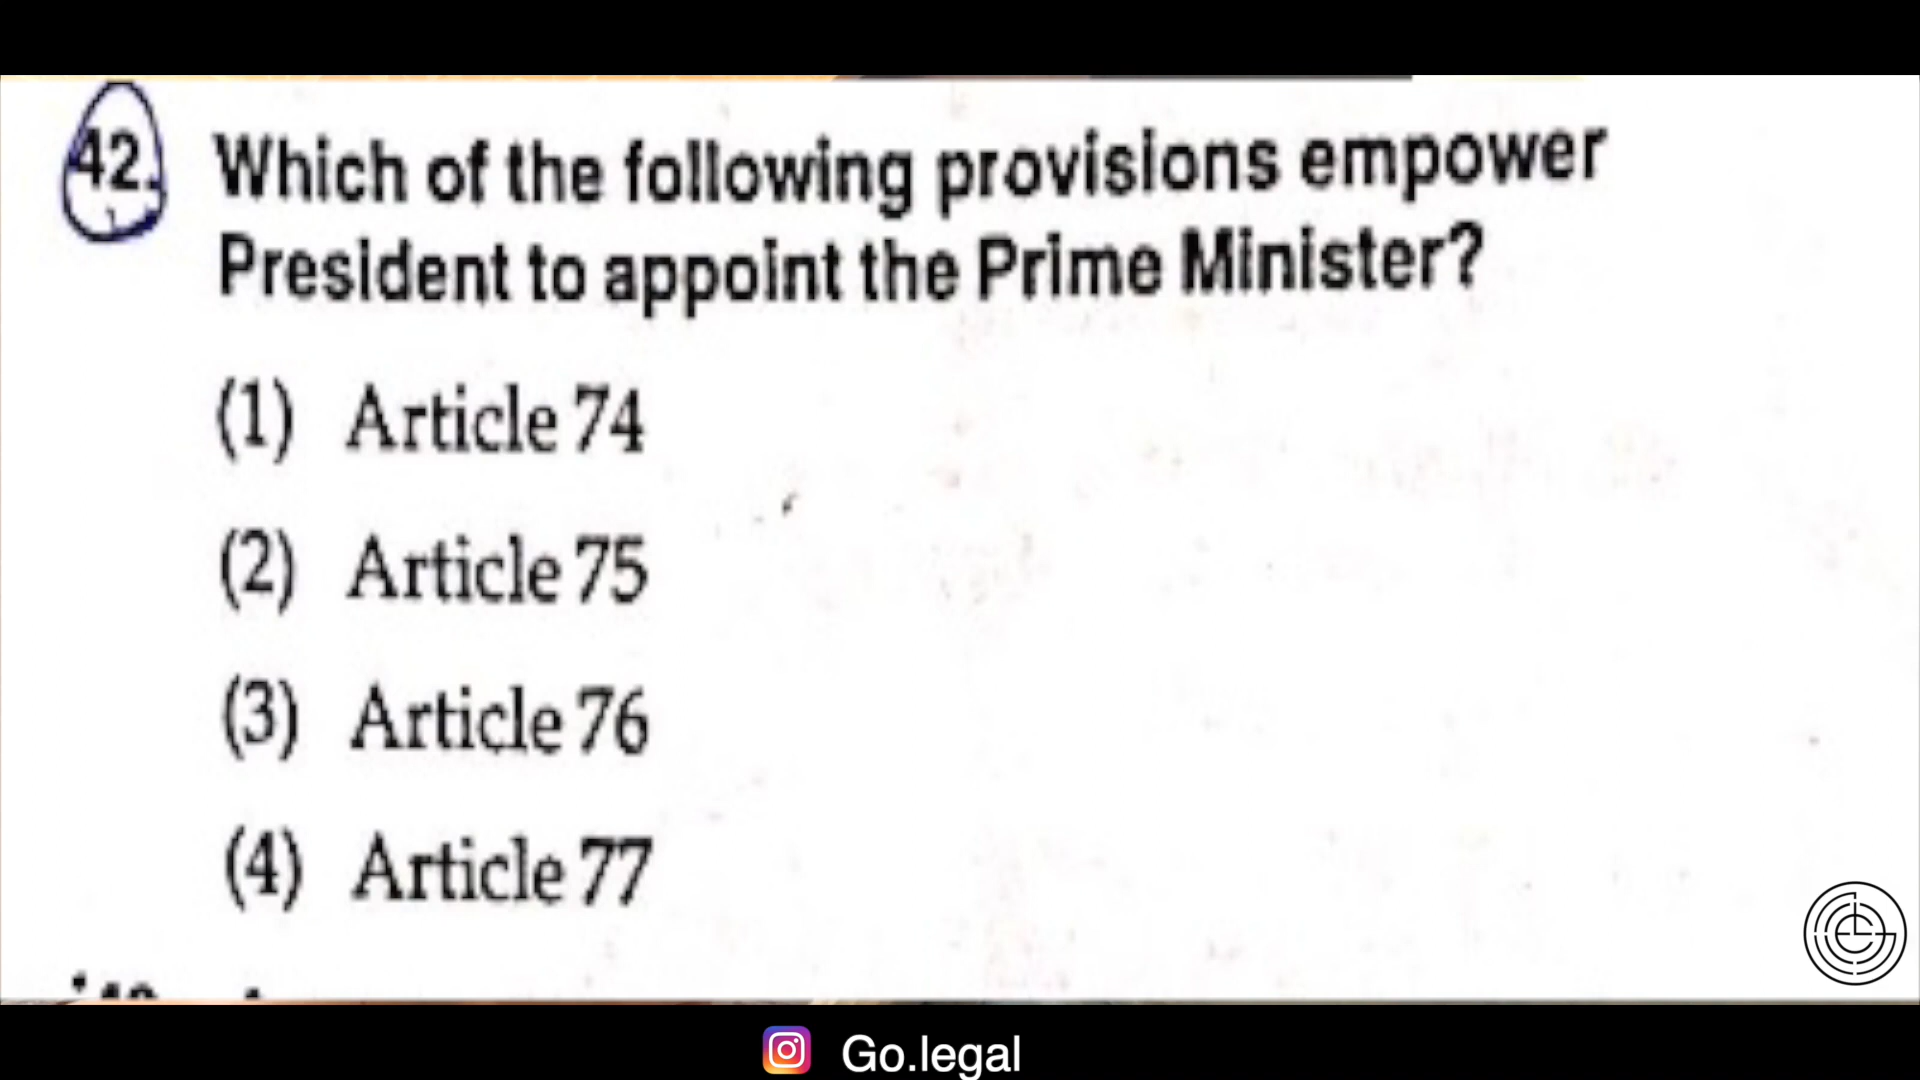 42. Which of the following provisions empower
President to appoint the Prime Minister?
(1) Article 74
(2) Article 75
(3) Article 76
(4) Article 77
Go.legal